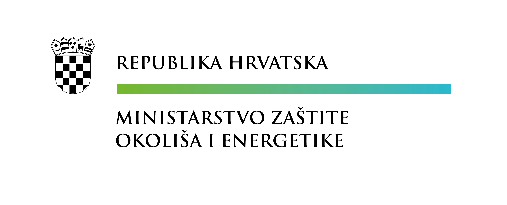 REPUBLIKA HRVATSKA
MINISTARSTVO ZAŠTITE
OKOLIŠA I ENERGETIKE